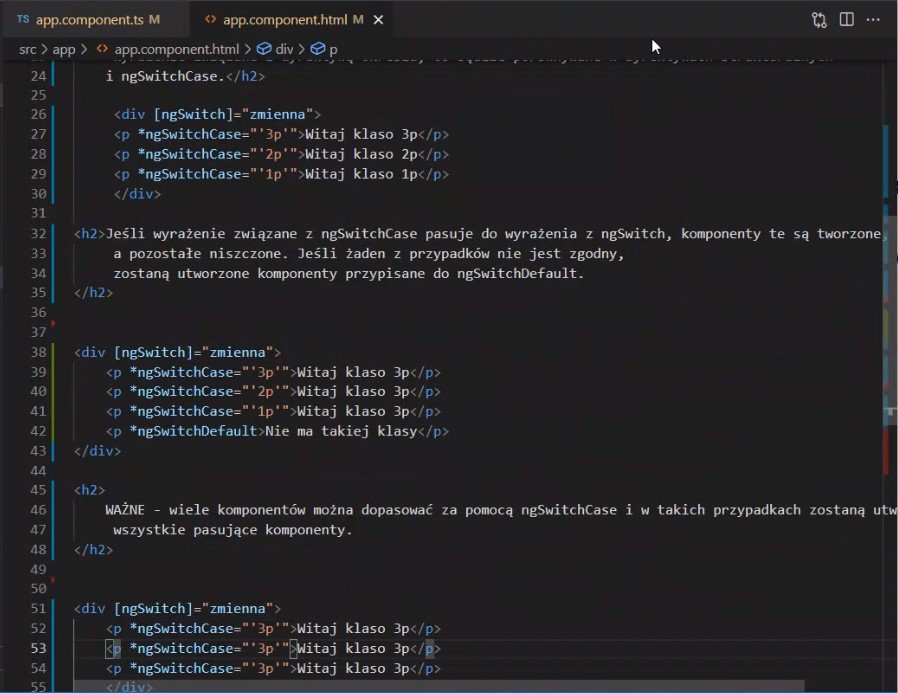 TS app.component.ts M
<> app.component.html M ×
src > app > <> app.component.html > div > p
24 i ngSwitchCase.</h2>
25
26 <div [ngSwitch]="zmienna">
27 <p *ngSwitchCase="'3p'">Witaj klaso 3p</p>
28 <p *ngSwitchCase="'2p'">Witaj klaso 2p</p>
29 <p *ngSwitchCase="'1p'">Witaj klaso 1p</p>
30 </div>
31
32 <h2>Jeśli wyrażenie związane z ngSwitchCase pasuje do wyrażenia z ngSwitch, komponenty te są tworzone,
33 a pozostałe niszczone. Jeśli żaden z przypadków nie jest zgodny,
34 zostaną utworzone komponenty przypisane do ngSwitchDefault.
35 </h2>
36
37
38 <div [ngSwitch]="zmienna">
39 <p *ngSwitchCase="'3p'">Witaj klaso 3p</p>
40 <p *ngSwitchCase="'2p'">Witaj klaso 3p</p>
41 <p *ngSwitchCase="'1p'">Witaj klaso 3p</p>
42 <p *ngSwitchDefault>Nie ma takiej klasy</p>
43 </div>
44
45 <h2>
46 WAŻNE - wiele komponentów można dopasować za pomocą ngSwitchCase i w takich przypadkach zostaną utw
47 wszystkie pasujące komponenty.
48 </h2>
49
50
51 <div [ngSwitch]="zmienna">
52 <p *ngSwitchCase="'3p'">Witaj klaso 3p</p>
53 <p *ngSwitchCase="'3p'">Witaj klaso 3p</p>
54 <p *ngSwitchCase="'3p'">Witaj klaso 3p</p>
55 </div>